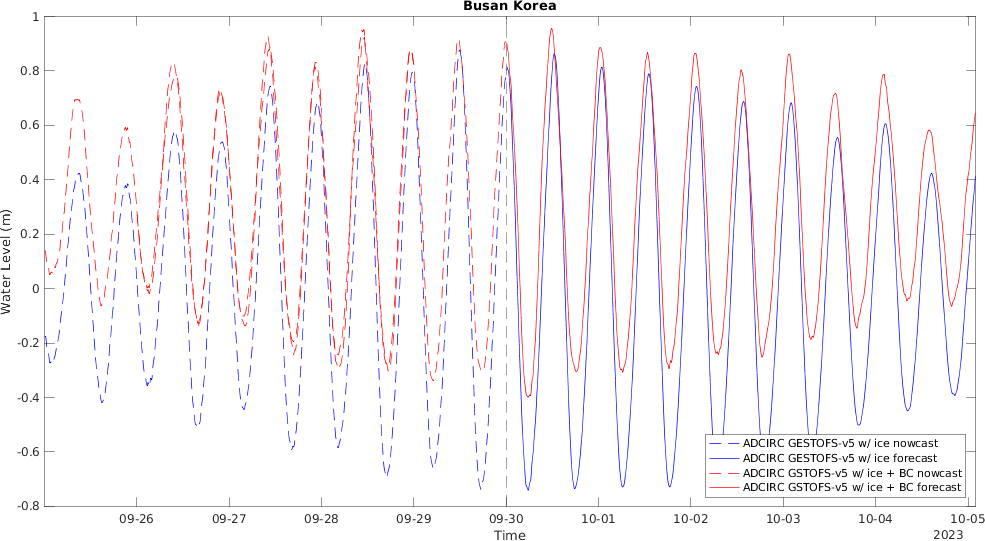 Busan Korea
1
0.8
0.6
0.4
0.2
0
-0.2
-0.4
-0.6
-0.8
Water Level (m)
09-26 09-27 09-28 09-29 09-30 10-01 10-02 10-03 10-04 10-05
Time
2023
ADCIRC GESTOFS-v5 w/ ice nowcast
ADCIRC GESTOFS-v5 w/ ice forecast
ADCIRC GSTOFS-v5 w/ ice + BC nowcast
ADCIRC GSTOFS-v5 w/ ice + BC forecast